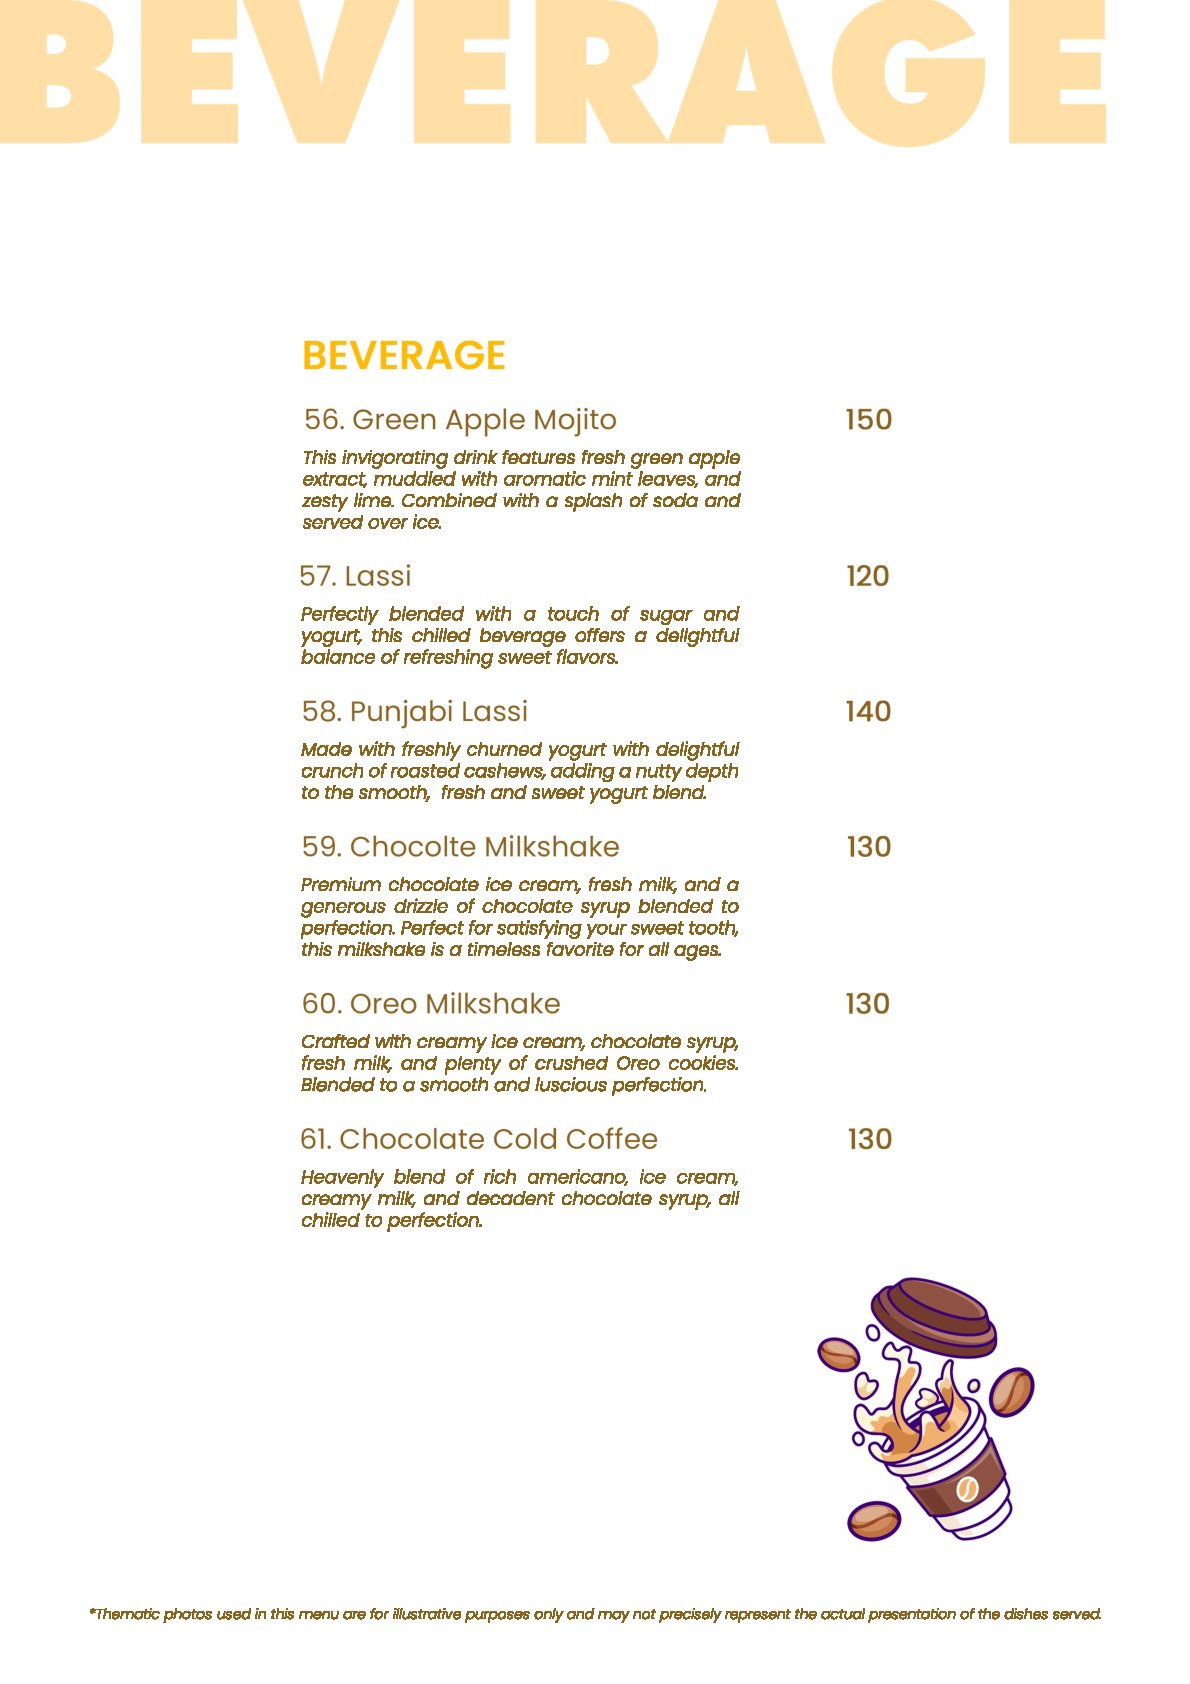 BEVERAGE
BEVERAGE
56. Green Apple Mojito 150
This invigorating drink features fresh green apple
extract, muddled with aromatic mint leaves, and
zesty lime. Combined with a splash of soda and
served over ice.
57. Lassi 120
Perfectly blended with a touch of sugar and
yogurt, this chilled beverage offers a delightful
balance of refreshing sweet flavors.
58. Punjabi Lassi 140
Made with freshly churned yogurt with delightful
crunch of roasted cashews, adding a nutty depth
to the smooth, fresh and sweet yogurt blend.
59. Chocolte Milkshake 130
Premium chocolate ice cream, fresh milk, and a
generous drizzle of chocolate syrup blended to
perfection. Perfect for satisfying your sweet tooth,
this milkshake is a timeless favorite for all ages.
60. Oreo Milkshake 130
Crafted with creamy ice cream, chocolate syrup,
fresh milk, and plenty of crushed Oreo cookies.
Blended to a smooth and luscious perfection.
61. Chocolate Cold Coffee 130
Heavenly blend of rich americano, ice cream,
creamy milk, and decadent chocolate syrup, all
chilled to perfection.
*Thematic photos used in this menu are for illustrative purposes only and may not precisely represent the actual presentation of the dishes served.